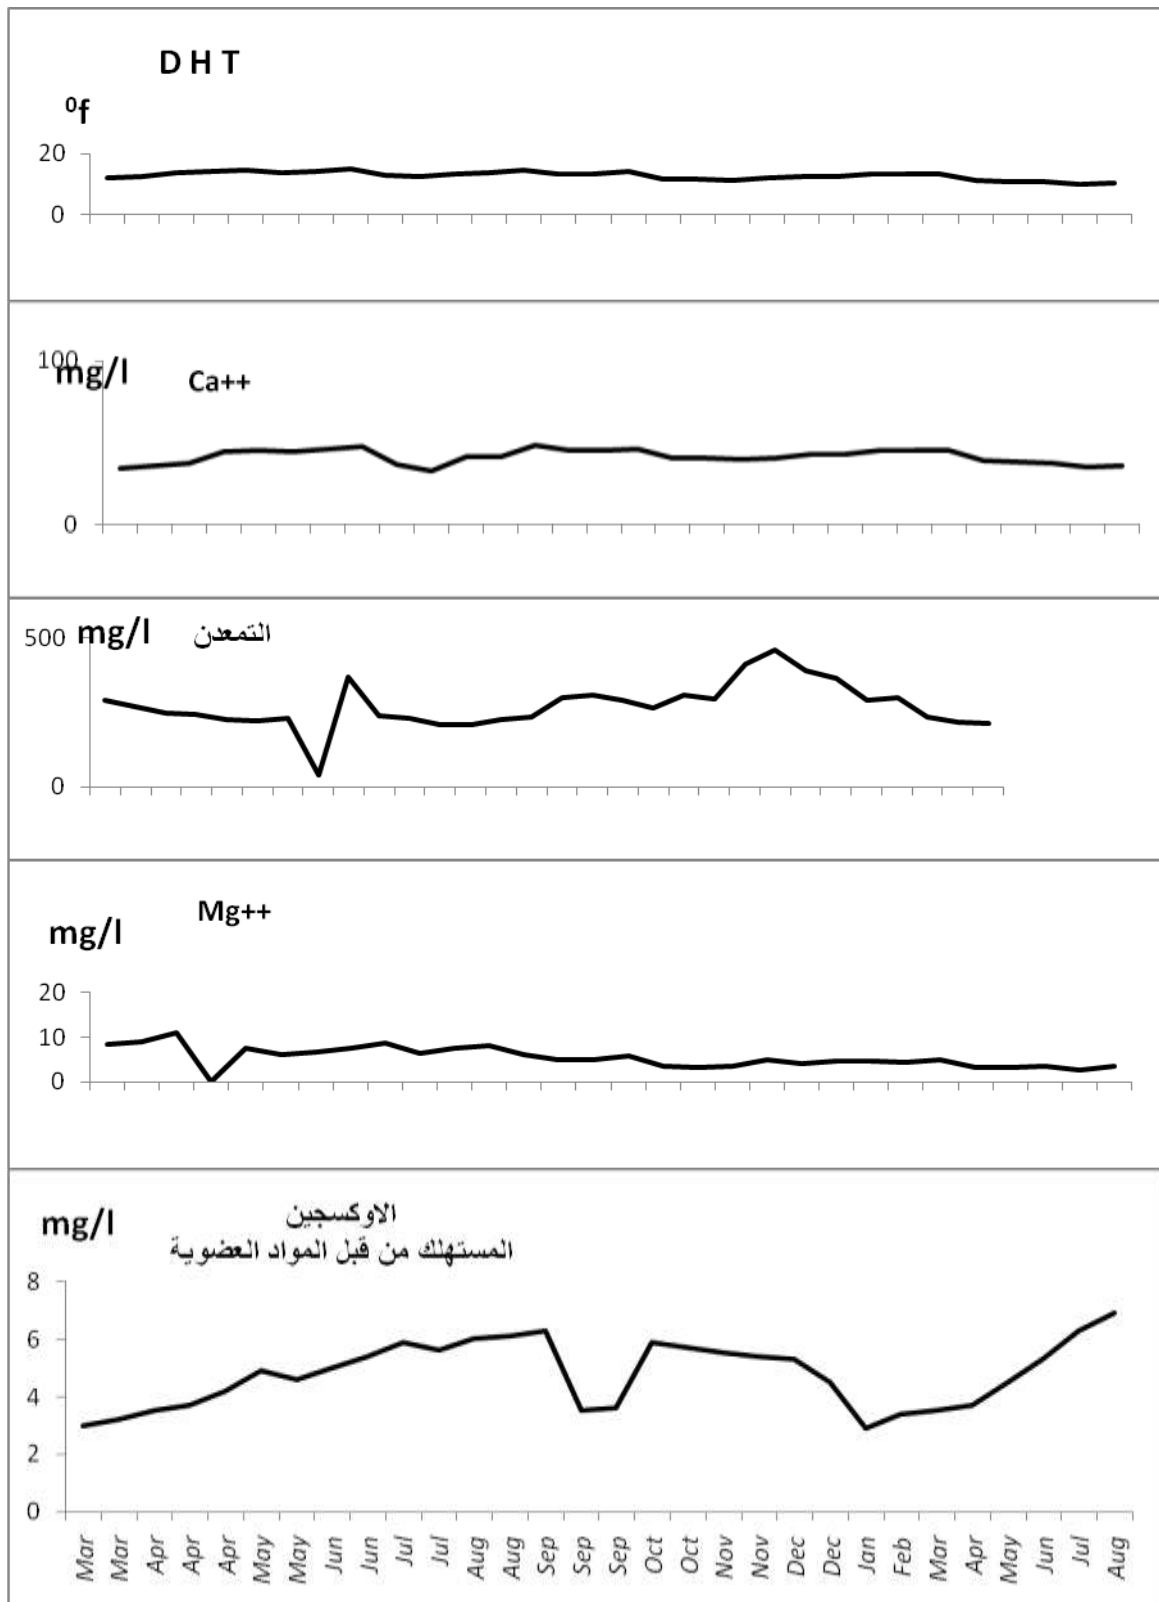 D H T
⁰f
20
0
100
mg/l
Ca++
0
500
mg/l
التمعدن
0
Mg++
mg/l
20
10
0
mg/l
الاوكسجين
المستهلك من قبل المواد العضوية
8
6
4
2
0
Mar Mar Apr Apr Apr May May Jun Jun Jul Jul Aug Aug Sep Sep Sep Oct Oct Nov Nov Dec Dec Jan Feb Mar Apr May Jun Jul Aug